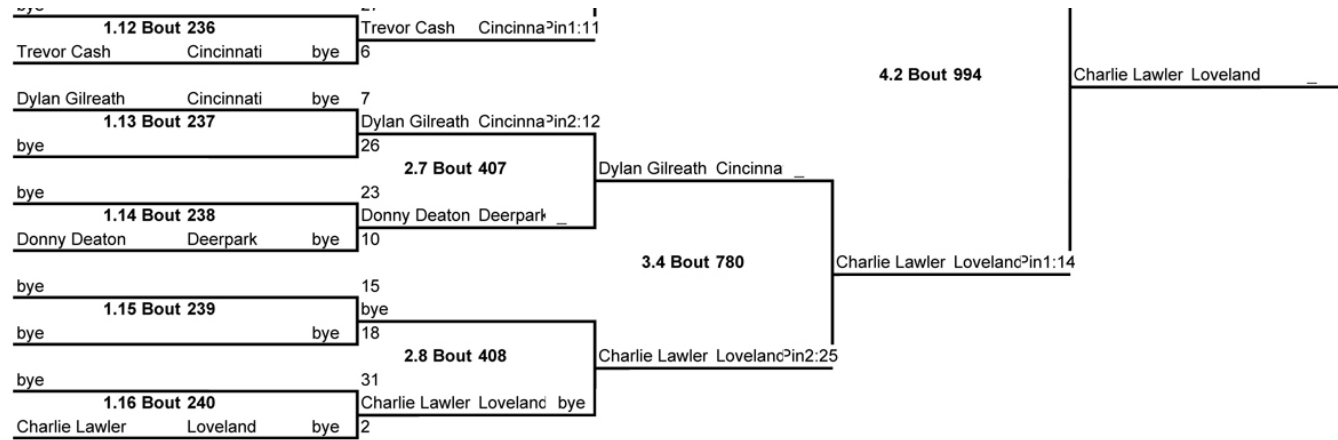 bye 27
1.12 Bout 236 Trevor Cash Cincinna Pin1:11
Trevor Cash Cincinnati bye 6
4.2 Bout 994 Charlie Lawler Loveland _
Dylan Gilreath Cincinnati bye 7
1.13 Bout 237 Dylan Gilreath Cincinna Pin2:12
bye 26
2.7 Bout 407 Dylan Gilreath Cincinna _
bye 23
1.14 Bout 238 Donny Deaton Deerpark _
Donny Deaton Deerpark bye 10
3.4 Bout 780 Charlie Lawler Loveland Pin1:14
bye 15
1.15 Bout 239 bye
bye bye 18
2.8 Bout 408 Charlie Lawler Loveland Pin2:25
bye 31
1.16 Bout 240 Charlie Lawler Loveland bye
Charlie Lawler Loveland bye 2